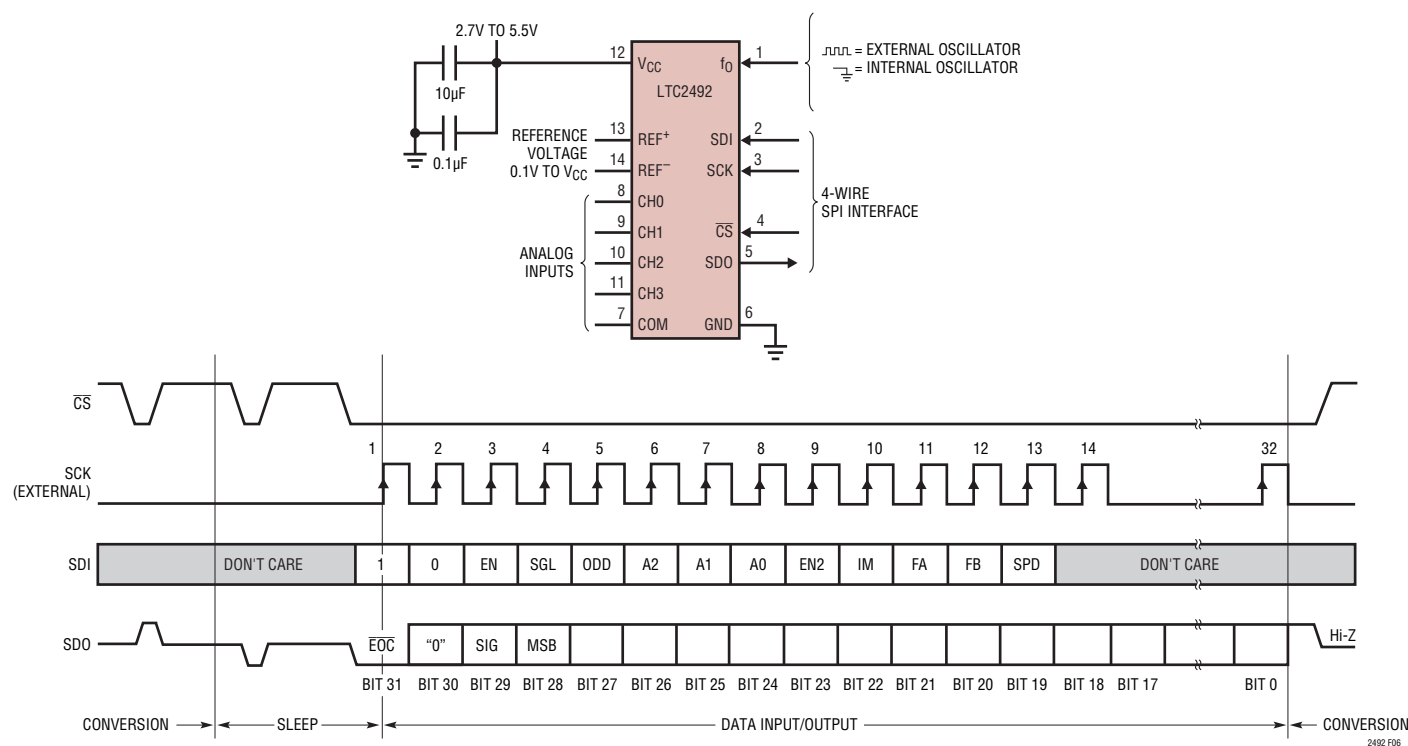 2.7V TO 5.5V
10µF
0.1µF
REFERENCE
VOLTAGE
0.1V TO VCC
ANALOG
INPUTS
12
13
14
8
9
10
11
7
VCC
LTC2492
REF+
REF−
CH0
CH1
CH2
CH3
COM
fO
SDI
SCK
CS
SDO
GND
1
2
3
4
5
6
= EXTERNAL OSCILLATOR
= INTERNAL OSCILLATOR
4-WIRE
SPI INTERFACE
CS
1 2 3 4 5 6 7 8 9 10 11 12 13 14 32
SCK
(EXTERNAL)
SDI DON'T CARE 1 0 EN SGL ODD A2 A1 A0 EN2 IM FA FB SPD DON'T CARE
SDO EOC “0” SIG MSB Hi-Z
BIT 31 BIT 30 BIT 29 BIT 28 BIT 27 BIT 26 BIT 25 BIT 24 BIT 23 BIT 22 BIT 21 BIT 20 BIT 19 BIT 18 BIT 17 BIT 0
CONVERSION SLEEP DATA INPUT/OUTPUT CONVERSION
2492 F06